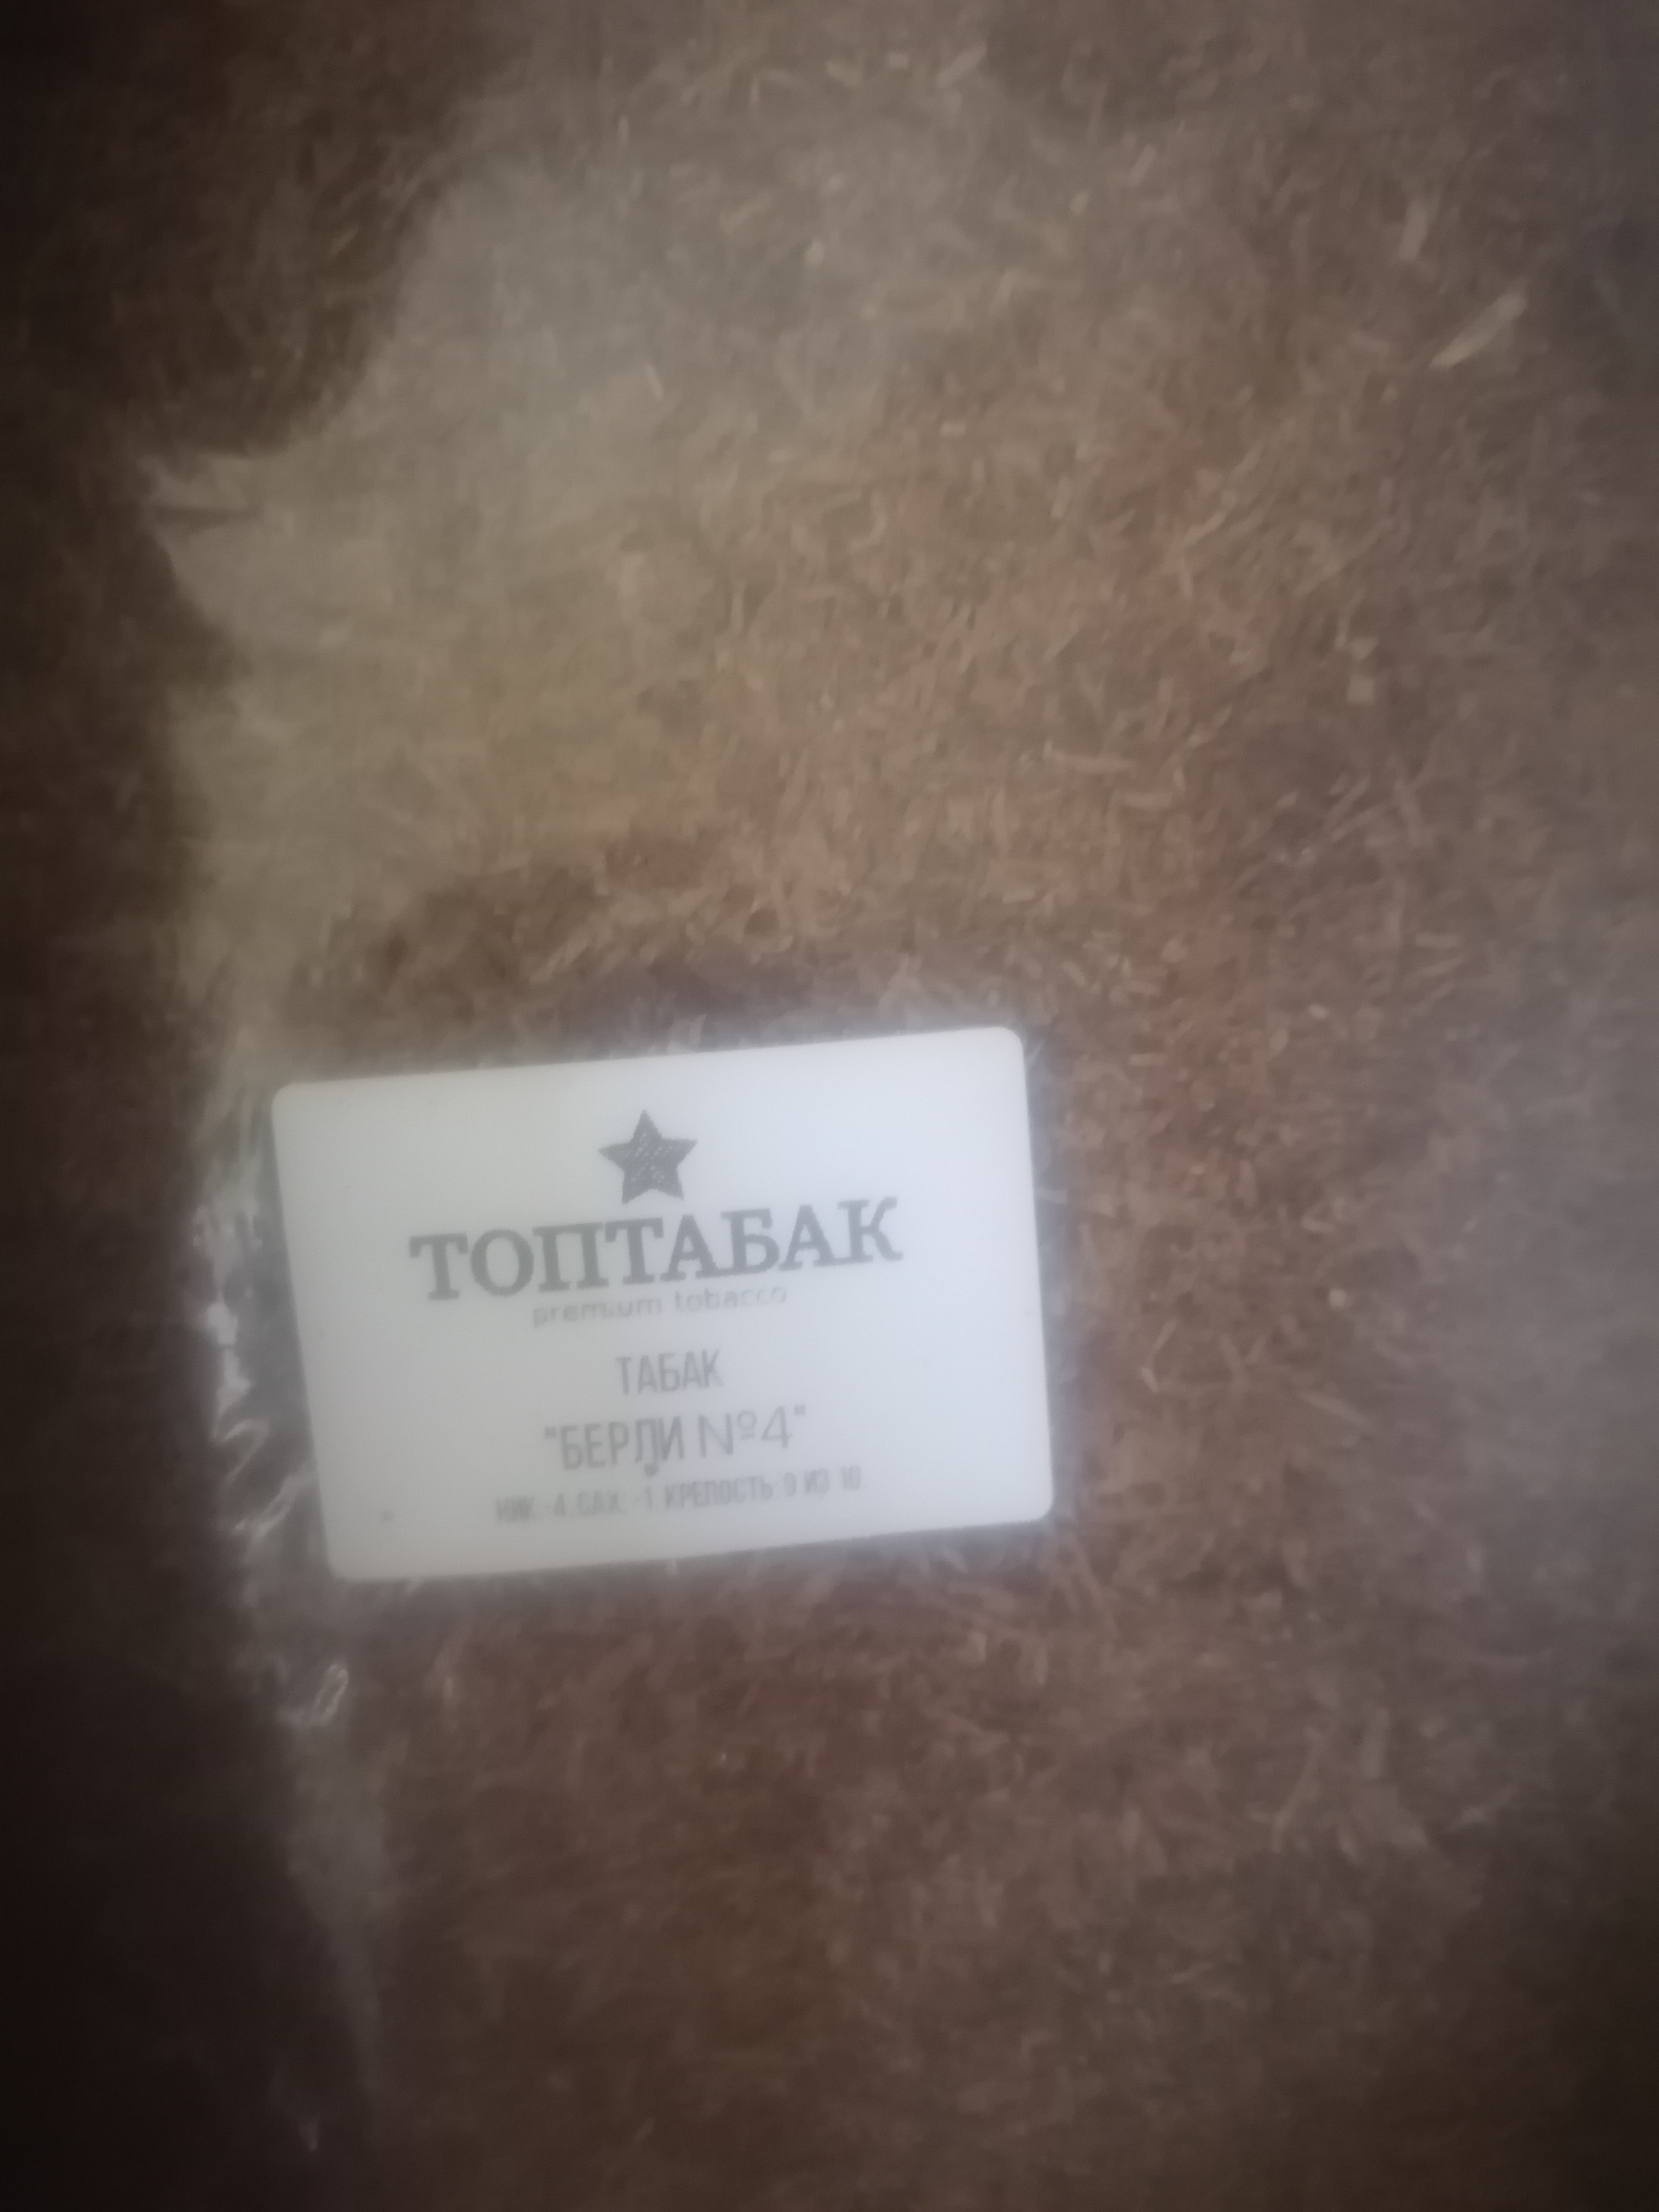 ТОПТАБАК
premium tobacco
ТАБАК
"БЕРЛИ №4"
НИК. -4. САХ. -1. КРЕПОСТЬ: 9 ИЗ 10